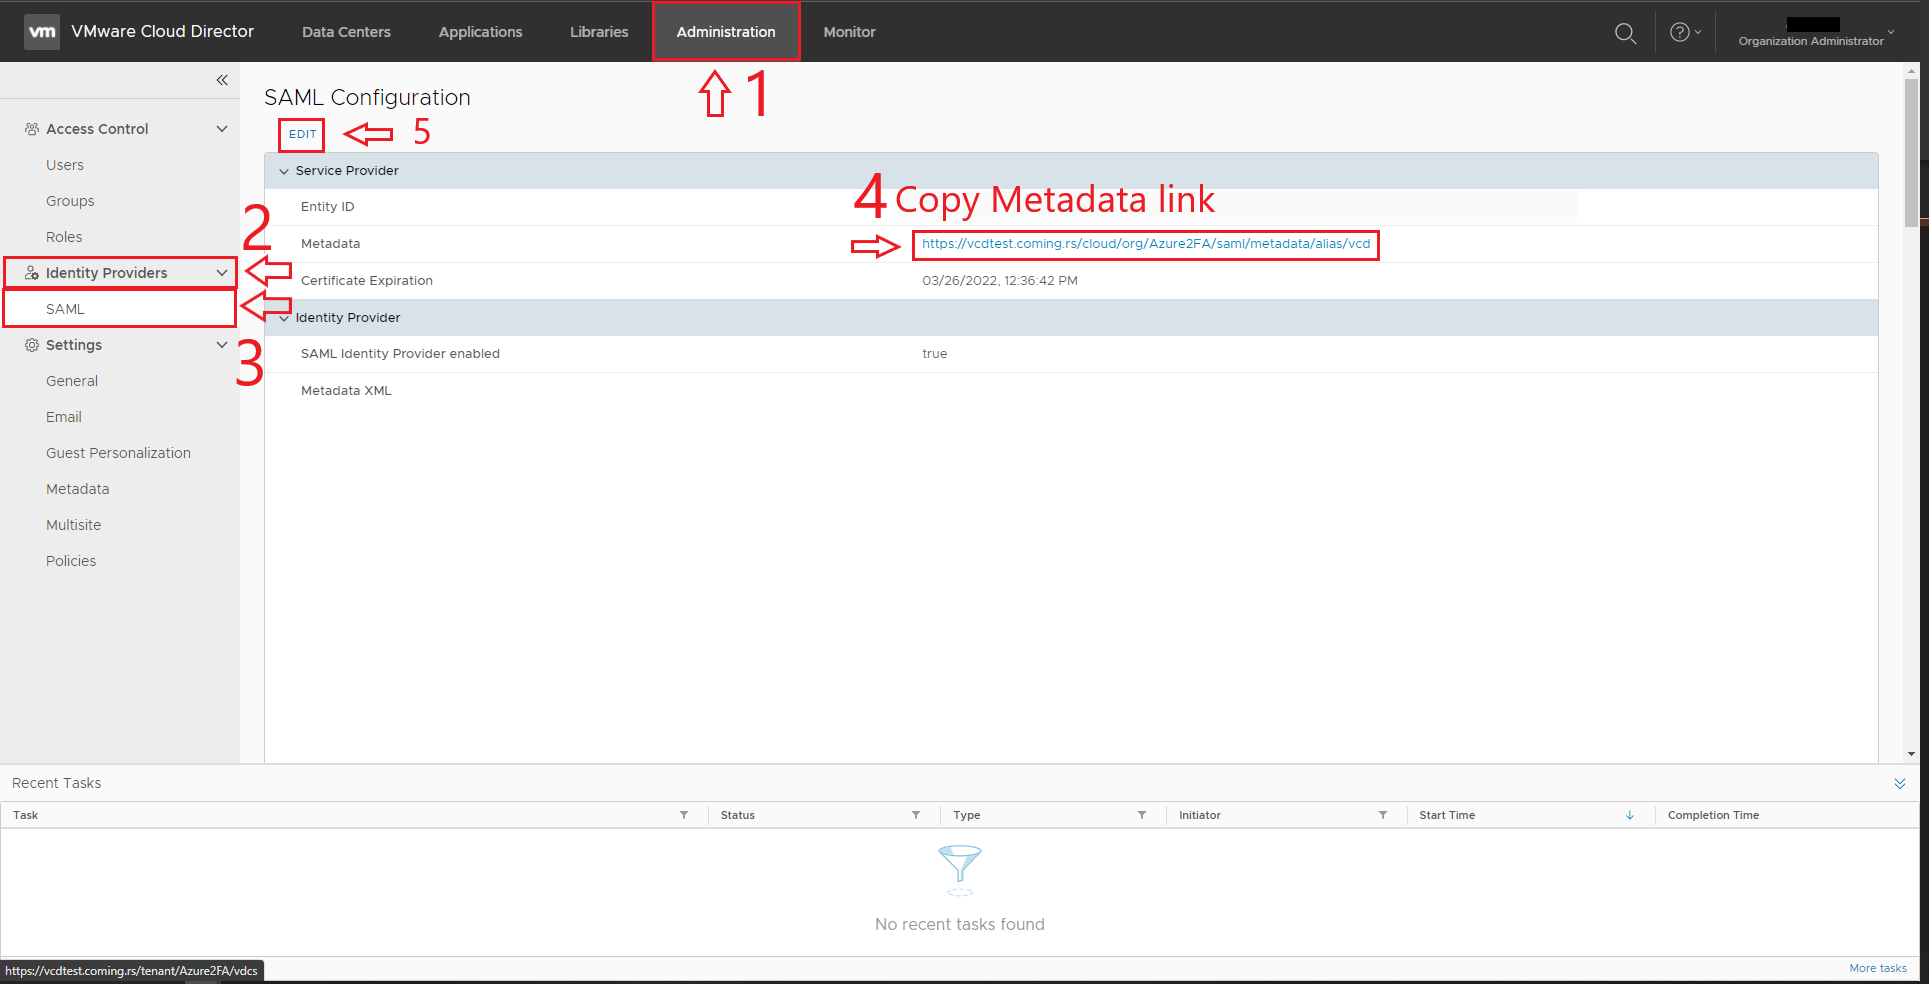 vm VMware Cloud Director Data Centers Applications Libraries Administration Monitor
Organization Administrator
1
SAML Configuration
EDIT
5
Access Control
Users
Groups
Roles
2
Identity Providers
SAML
3
Settings
General
Email
Guest Personalization
Metadata
Multisite
Policies
Service Provider
4 Copy Metadata link
Entity ID
Metadata https://vcdtest.coming.rs/cloud/org/Azure2FA/saml/metadata/alias/vcd
Certificate Expiration 03/26/2022, 12:36:42 PM
Identity Provider
SAML Identity Provider enabled true
Metadata XML
Recent Tasks
Task Status Type Initiator Start Time Completion Time
No recent tasks found
https://vcdtest.coming.rs/tenant/Azure2FA/vdcs
More tasks